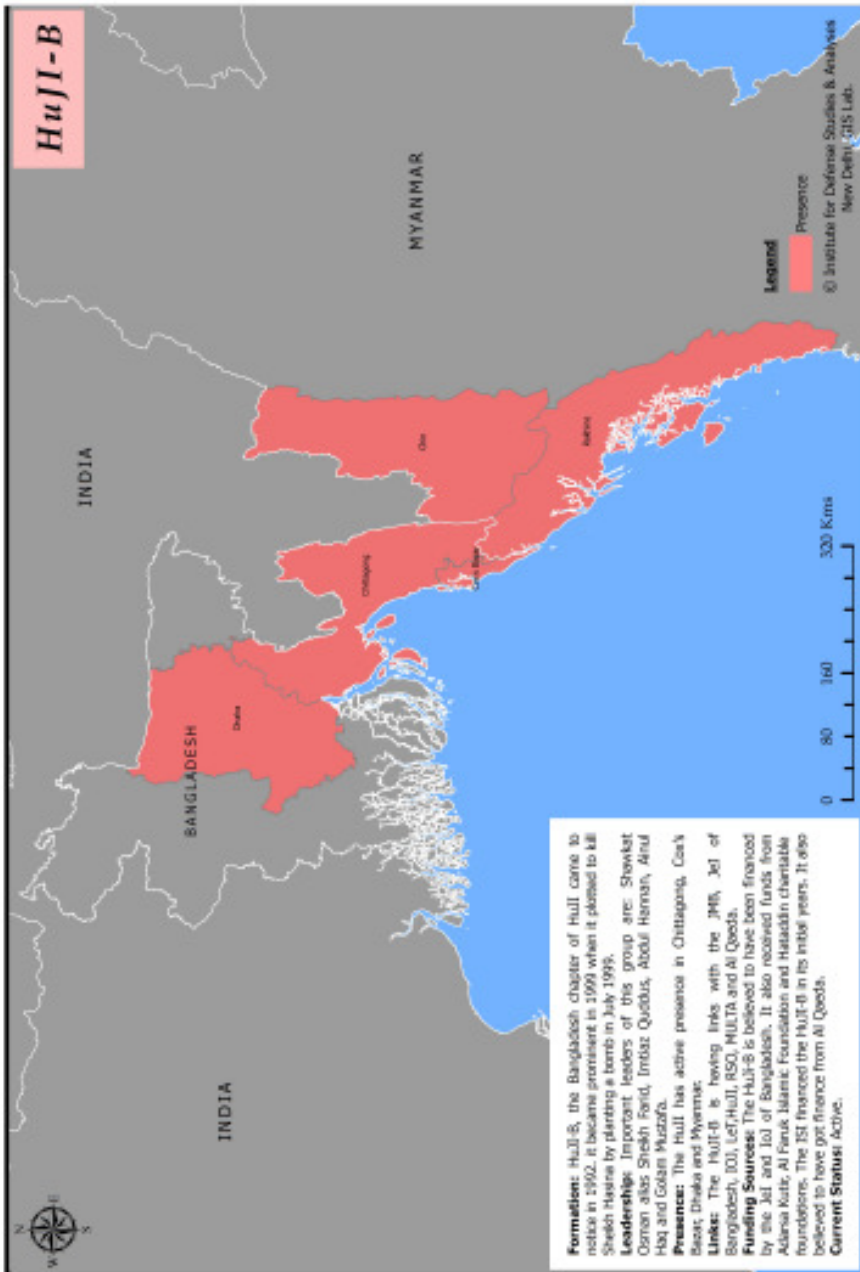 HuJI-B
INDIA
MYANMAR
BANGLADESH
INDIA
Dhaka
Chittagong
Cox's Bazar
Chin
Rakhine
N
W E
S
Legend
Presence
© Institute for Defense Studies & Analyses
New Delhi, GIS Lab.
0 80 160 320 Kms
Formation: HuJI-B, the Bangladesh chapter of HuJI came to
notice in 1992. it became prominent in 1999 when it plotted to kill
Sheikh Hasina by planting a bomb in July 1999.
Leadership: Important leaders of this group are: Shawkat
Osman alias Sheikh Farid, Imtiaz Quddus, Abdul Hannan, Ainul
Haq and Golam Mustafa.
Presence: The HuJI has active presence in Chittagong, Cox's
Bazar, Dhaka and Myanmar.
Links: The HuJI-B is having links with the JMB, JeI of
Bangladesh, IOJ, LeT,HuJI, RSO, MULTA and Al Qaeda.
Funding Sources: The HuJI-B is believed to have been financed
by the JeI and IoJ of Bangladesh. It also received funds from
Adarsa Kutir, Al Faruk Islamic Foundation and Hataddin charitable
foundations. The ISI financed the HuJI-B in its initial years. It also
believed to have got finance from Al Qaeda.
Current Status: Active.